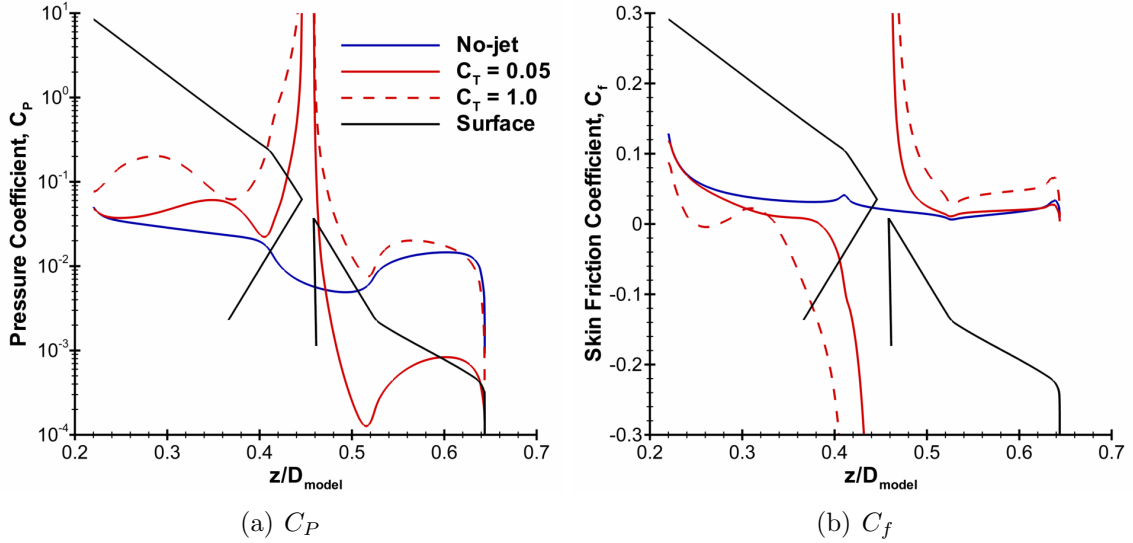 Pressure Coefficient, C_P
10^1
10^0
10^-1
10^-2
10^-3
10^-4
0.2 0.3 0.4 0.5 0.6 0.7
z/D_model
No-jet
C_T = 0.05
C_T = 1.0
Surface
(a) C_P
Skin Friction Coefficient, C_f
0.3
0.2
0.1
0
-0.1
-0.2
-0.3
0.2 0.3 0.4 0.5 0.6 0.7
z/D_model
(b) C_f